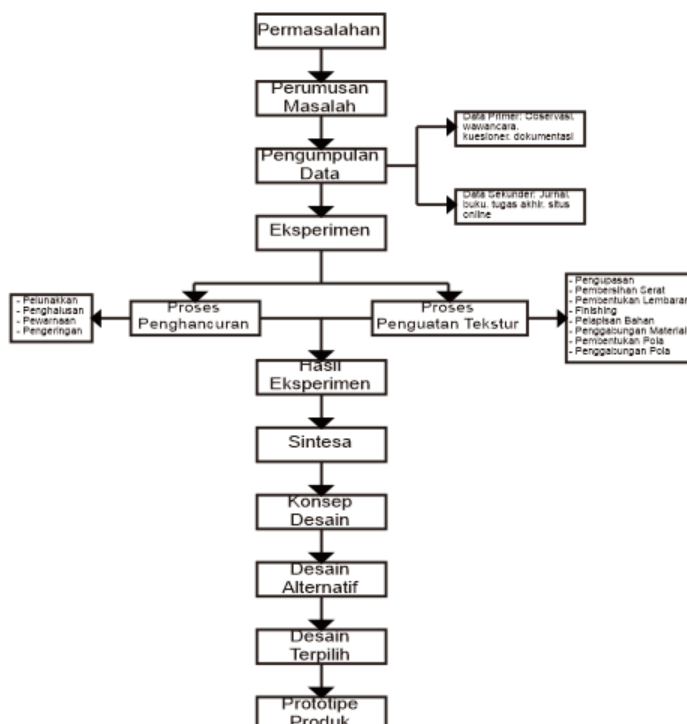 Permasalahan
Perumusan
Masalah
Data Primer: Observasi,
wawancara,
kuesioner, dokumentasi
Pengumpulan
Data
Data Sekunder: Jurnal,
buku, tugas akhir, situs
online
Eksperimen
- Pelunakkan
- Penghalusan
- Pewarnaan
- Pengeringan
Proses
Penghancuran
Proses
Penguatan Tekstur
- Pengupasan
- Pembersihan Serat
- Pembentukan Lembaran
- Finishing
- Pelapisan Bahan
- Penggabungan Material
- Pembentukan Pola
- Penggabungan Pola
Hasil
Eksperimen
Sintesa
Konsep
Desain
Desain
Alternatif
Desain
Terpilih
Prototipe
Produk